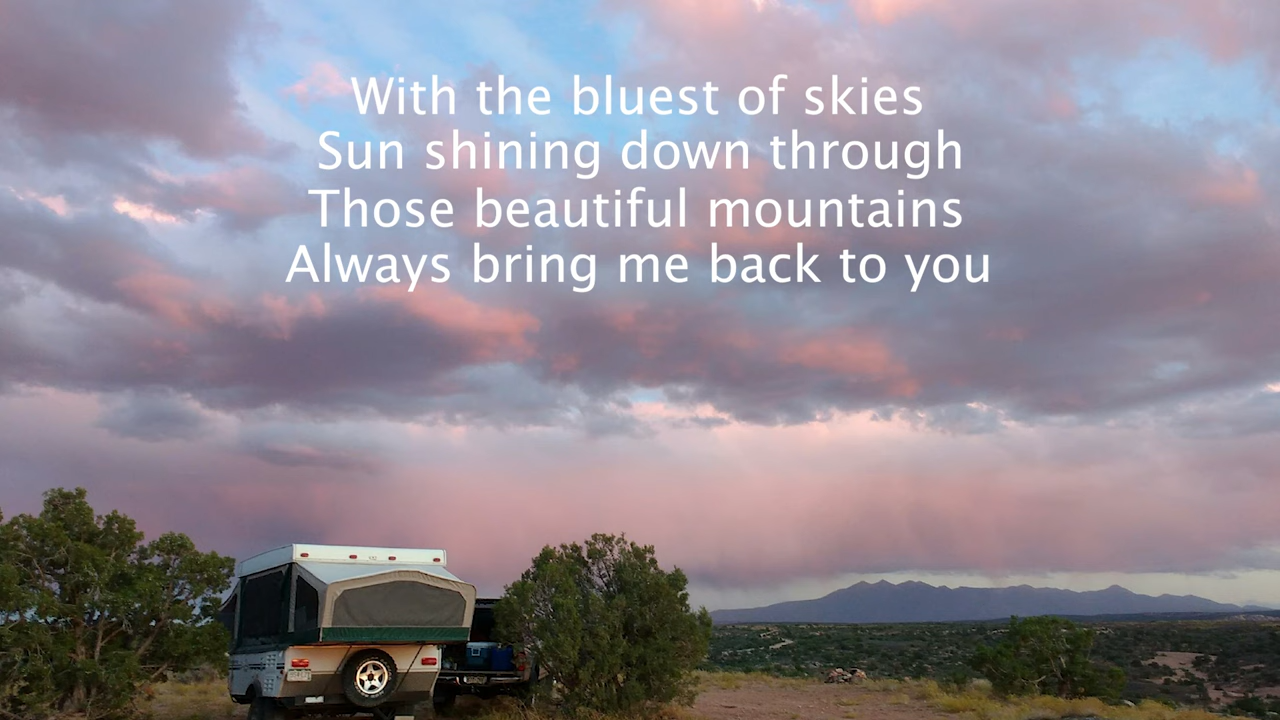 With the bluest of skies
Sun shining down through
Those beautiful mountains
Always bring me back to you